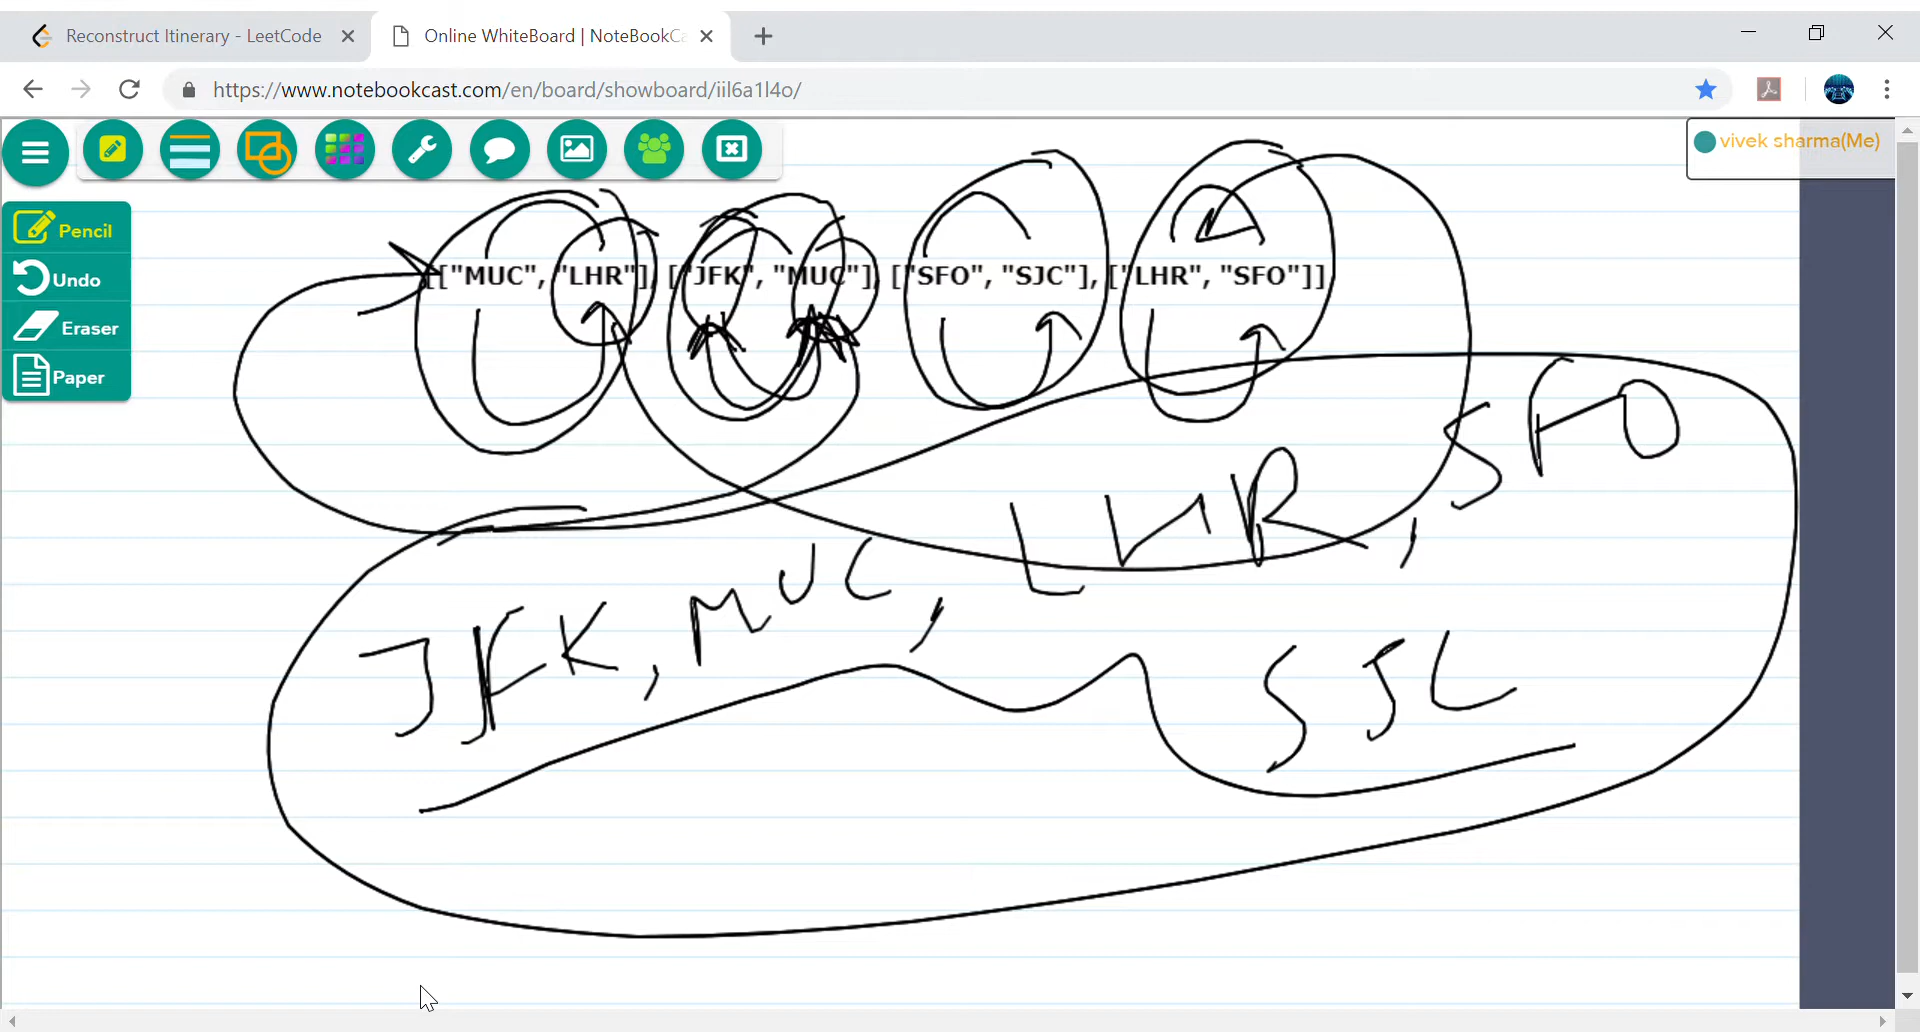 Reconstruct Itinerary - LeetCode
Online WhiteBoard | NoteBookCa
https://www.notebookcast.com/en/board/showboard/iil6a1l4o/
vivek sharma(Me)
Pencil
Undo
Eraser
Paper
[["MUC", "LHR"], ["JFK", "MUC"], ["SFO", "SJC"], ["LHR", "SFO"]]
JFK, MUC, LHR, SFO
SJC